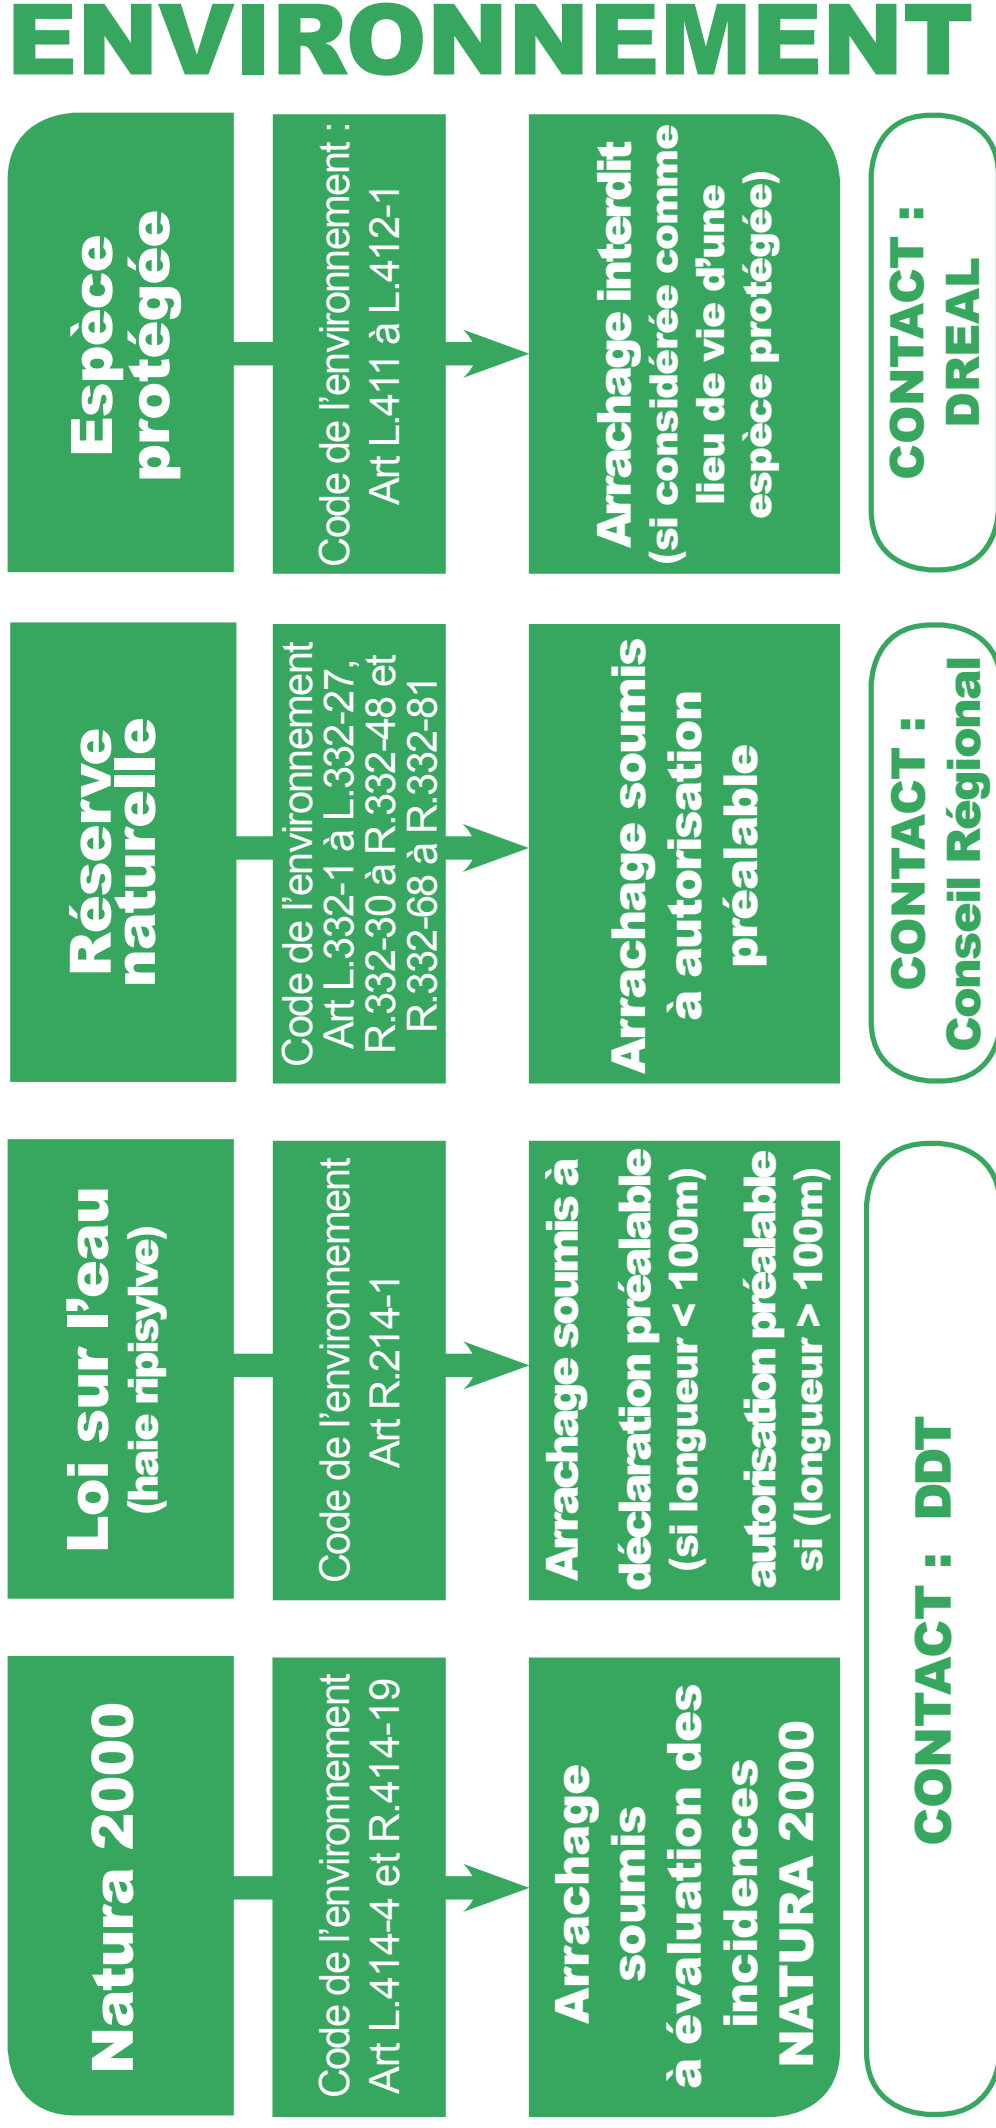 ENVIRONNEMENT
Natura 2000
Code de l'environnement
Art L.414-4 et R.414-19
Arrachage
soumis
à évaluation des
incidences
NATURA 2000
Loi sur l'eau
(haie ripisylve)
Code de l'environnement
Art R.214-1
Arrachage soumis à
déclaration préalable
(si longueur < 100m)
autorisation préalable
si (longueur > 100m)
CONTACT : DDT
Réserve
naturelle
Code de l'environnement
Art L.332-1 à L.332-27,
R.332-30 à R.332-48 et
R.332-68 à R.332-81
Arrachage soumis
à autorisation
préalable
CONTACT :
Conseil Régional
Espèce
protégée
Code de l'environnement :
Art L.411 à L.412-1
Arrachage interdit
(si considérée comme
lieu de vie d'une
espèce protégée)
CONTACT :
DREAL